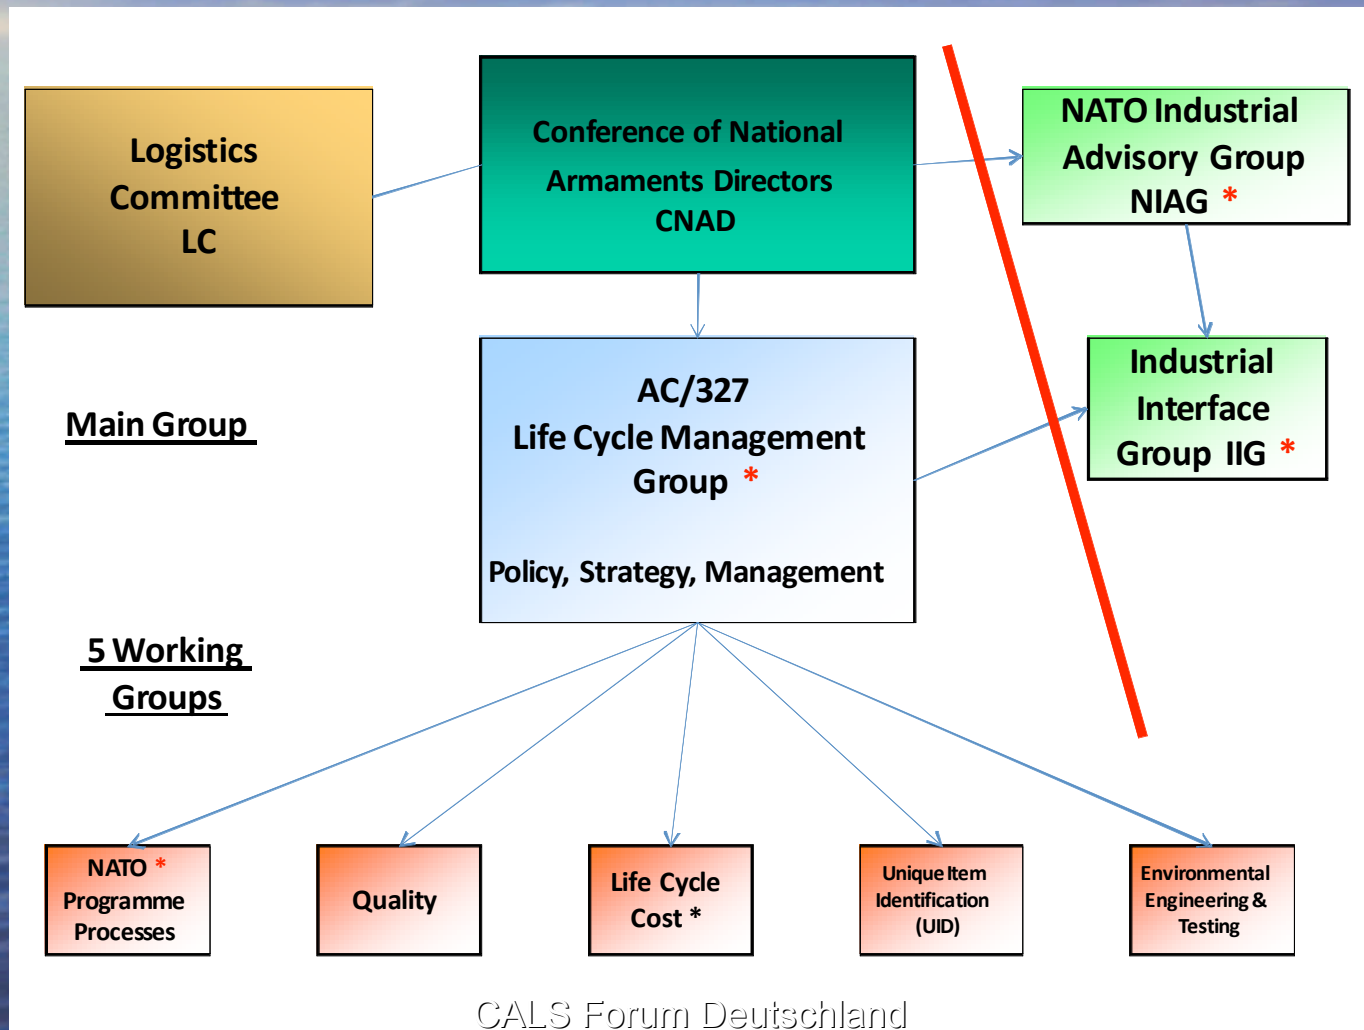 Logistics
Committee
LC
Conference of National
Armaments Directors
CNAD
NATO Industrial
Advisory Group
NIAG *
Main Group
AC/327
Life Cycle Management
Group *
Policy, Strategy, Management
Industrial
Interface
Group IIG *
5 Working
Groups
NATO *
Programme
Processes
Quality
Life Cycle
Cost *
Unique Item
Identification
(UID)
Environmental
Engineering &
Testing
CALS Forum Deutschland